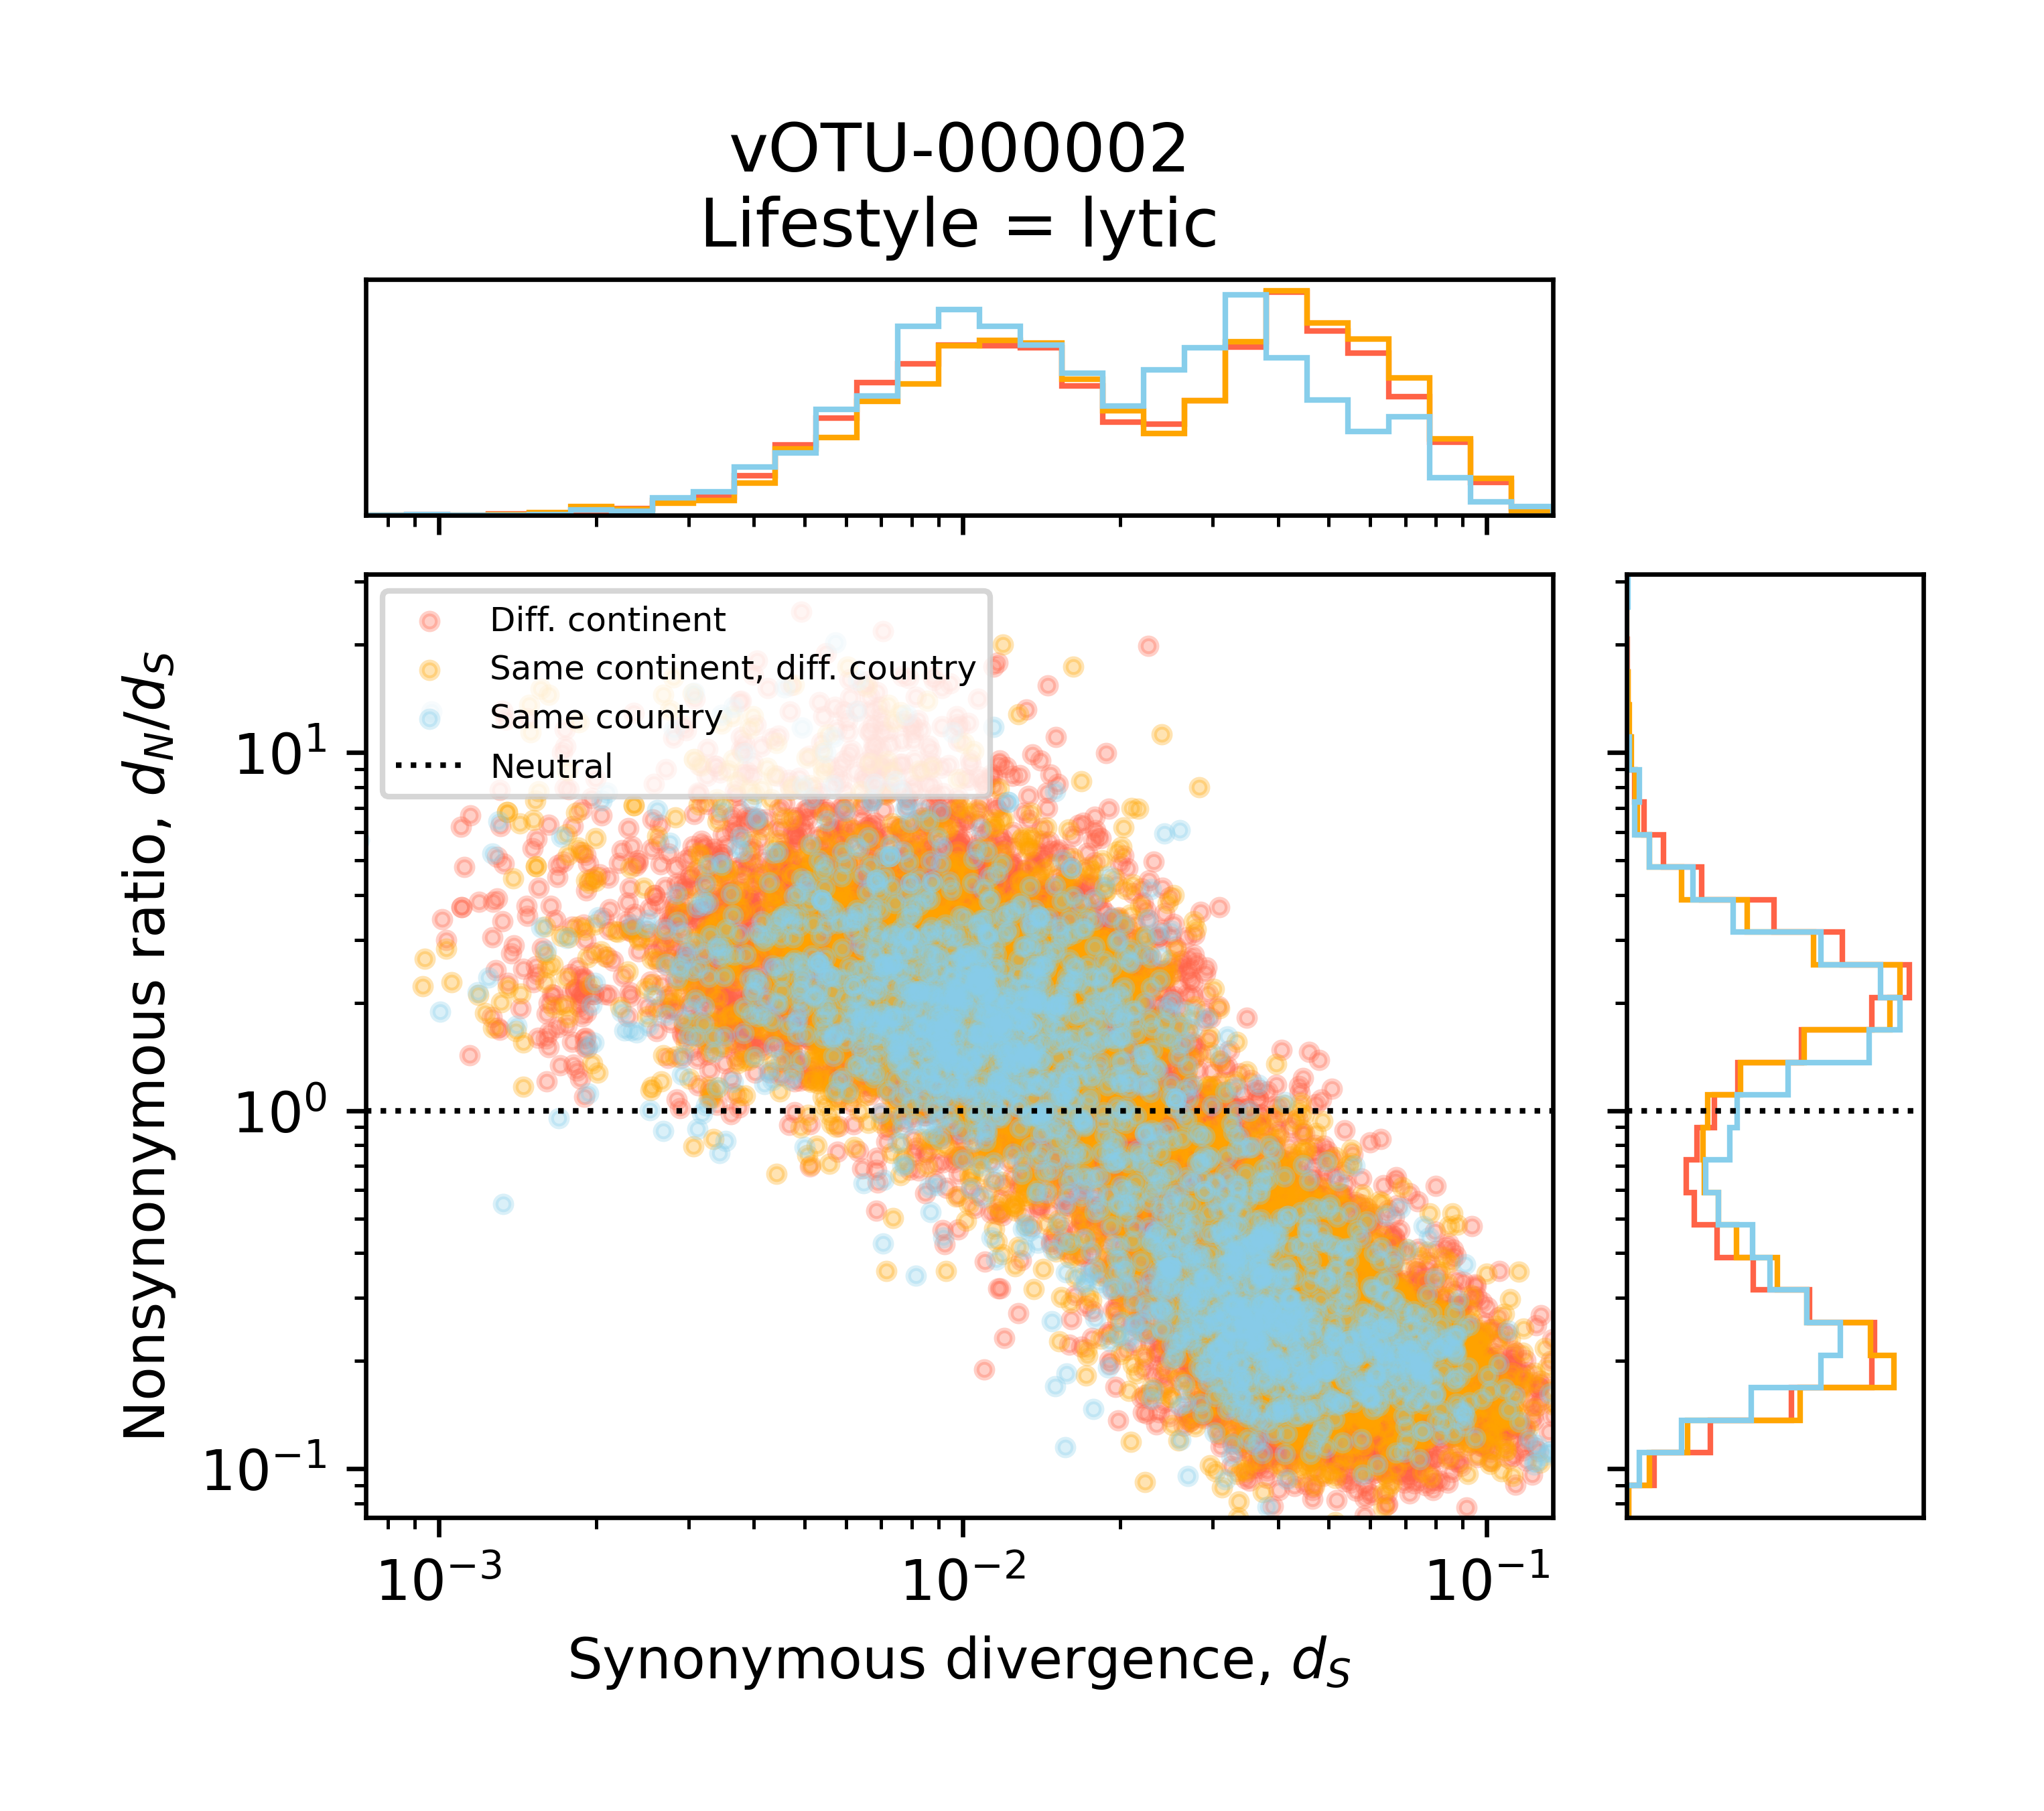 vOTU-000002
Lifestyle = lytic
Diff. continent
Same continent, diff. country
Same country
Neutral
Nonsynonymous ratio, $d_N/d_S$
10¹
10⁰
10⁻¹
10⁻³ 10⁻² 10⁻¹
Synonymous divergence, $d_S$